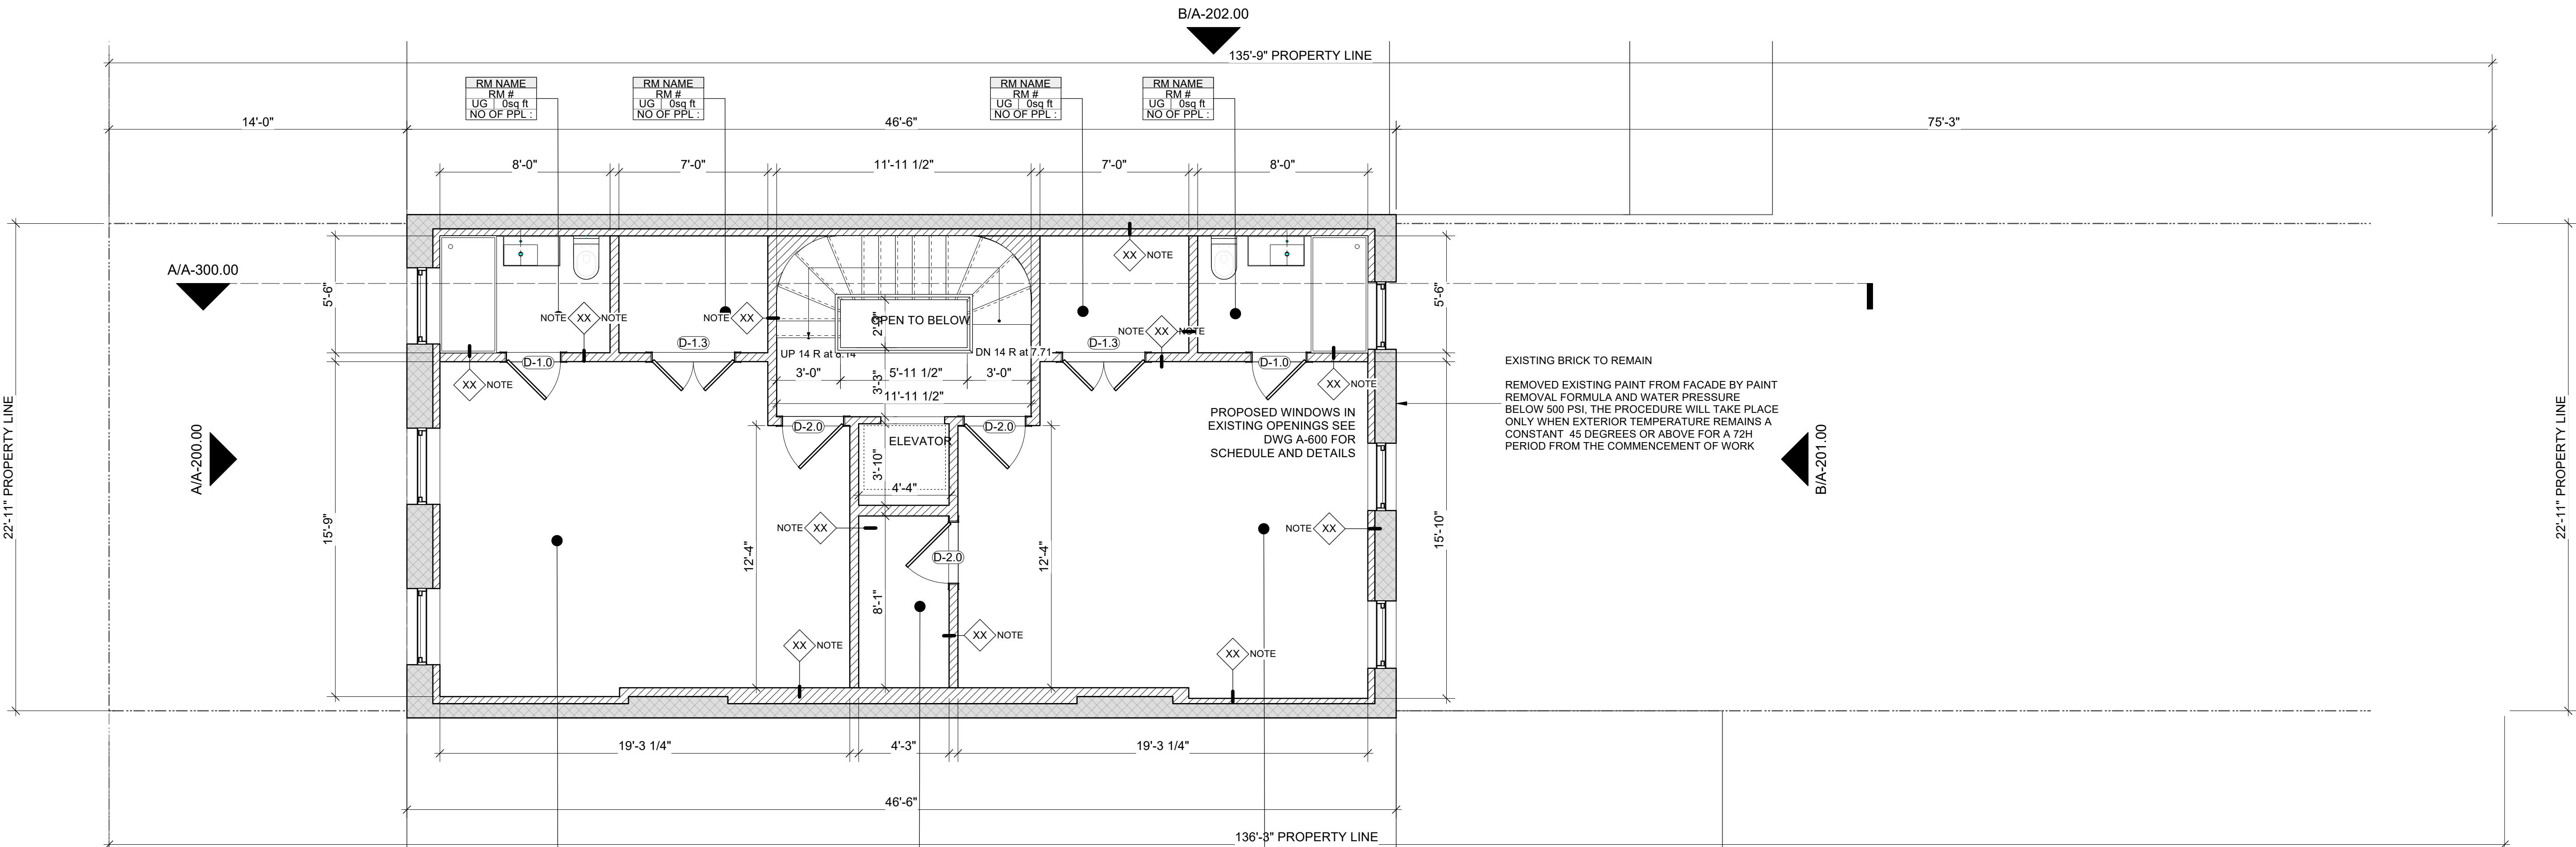 B/A-202.00
135'-9" PROPERTY LINE
RM NAME
RM #
UG 0sq ft
NO OF PPL :
RM NAME
RM #
UG 0sq ft
NO OF PPL :
RM NAME
RM #
UG 0sq ft
NO OF PPL :
RM NAME
RM #
UG 0sq ft
NO OF PPL :
14'-0"
46'-6"
75'-3"
8'-0"
7'-0"
11'-11 1/2"
7'-0"
8'-0"
A/A-300.00
5'-6"
5'-6"
XX NOTE
NOTE XX NOTE
NOTE XX
OPEN TO BELOW
2'-3"
NOTE XX NOTE
D-1.0
D-1.3
UP 14 R at 8.14
DN 14 R at 7.71
D-1.3
D-1.0
XX NOTE
3'-0"
5'-11 1/2"
3'-0"
3'-3"
11'-11 1/2"
XX NOTE
EXISTING BRICK TO REMAIN
REMOVED EXISTING PAINT FROM FACADE BY PAINT
REMOVAL FORMULA AND WATER PRESSURE
BELOW 500 PSI, THE PROCEDURE WILL TAKE PLACE
ONLY WHEN EXTERIOR TEMPERATURE REMAINS A
CONSTANT 45 DEGREES OR ABOVE FOR A 72H
PERIOD FROM THE COMMENCEMENT OF WORK
PROPOSED WINDOWS IN
EXISTING OPENINGS SEE
DWG A-600 FOR
SCHEDULE AND DETAILS
D-2.0
D-2.0
ELEVATOR
3'-10"
4'-4"
22'-11" PROPERTY LINE
A/A-200.00
B/A-201.00
22'-11" PROPERTY LINE
15'-9"
NOTE XX
NOTE XX
15'-10"
12'-4"
D-2.0
12'-4"
8'-1"
XX NOTE
XX NOTE
XX NOTE
19'-3 1/4"
4'-3"
19'-3 1/4"
46'-6"
136'-3" PROPERTY LINE